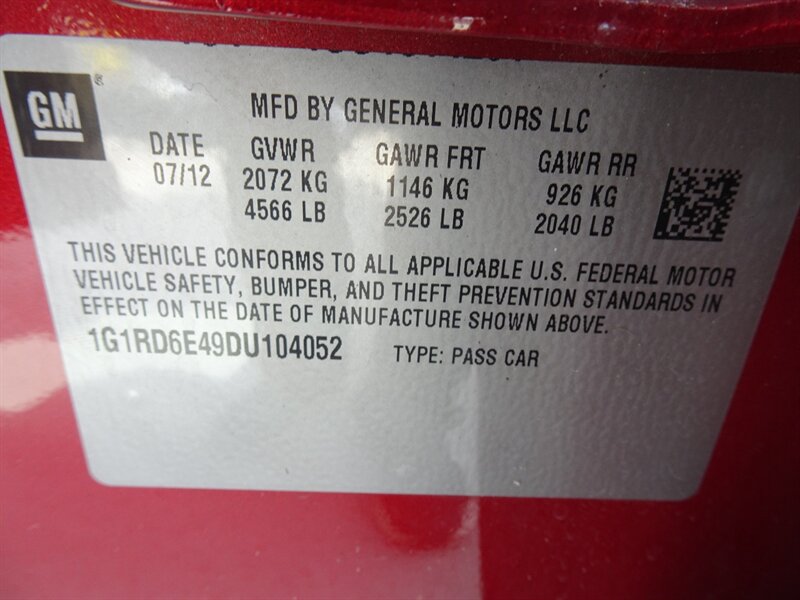 GM®
MFD BY GENERAL MOTORS LLC
DATE GVWR GAWR FRT GAWR RR
07/12 2072 KG 1146 KG 926 KG
4566 LB 2526 LB 2040 LB
THIS VEHICLE CONFORMS TO ALL APPLICABLE U.S. FEDERAL MOTOR
VEHICLE SAFETY, BUMPER, AND THEFT PREVENTION STANDARDS IN
EFFECT ON THE DATE OF MANUFACTURE SHOWN ABOVE.
1G1RD6E49DU104052 TYPE: PASS CAR